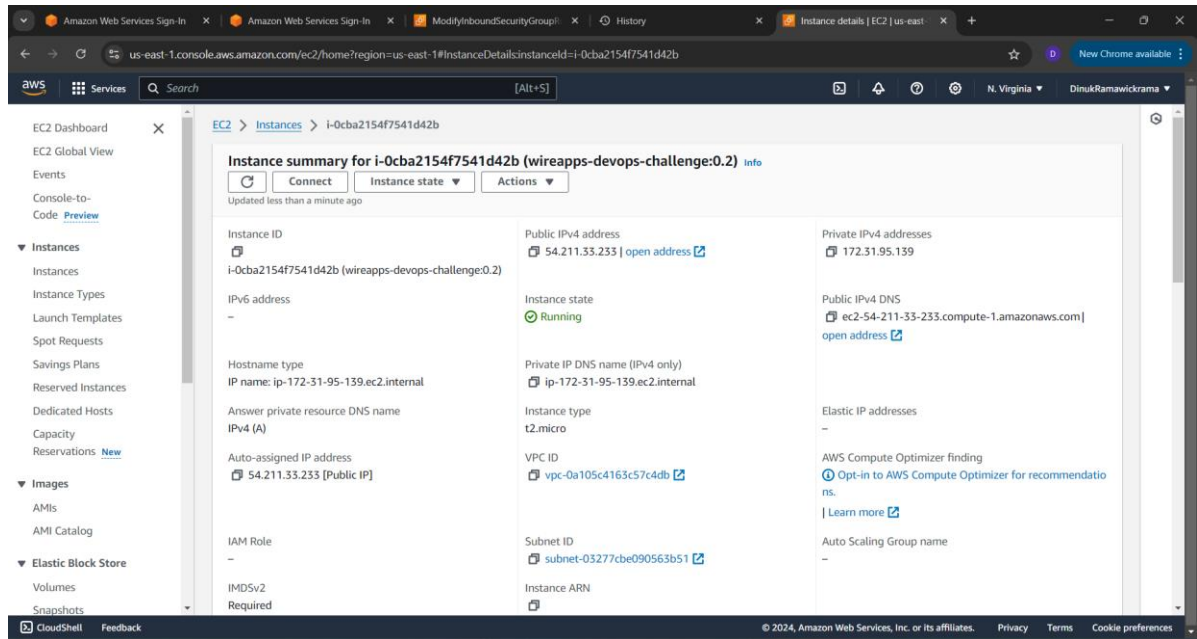 Amazon Web Services Sign-In
Amazon Web Services Sign-In
ModifyInboundSecurityGroupR
History
Instance details | EC2 | us-east-
us-east-1.console.aws.amazon.com/ec2/home?region=us-east-1#InstanceDetails:instanceId=i-0cba2154f7541d42b
D
New Chrome available
aws
Services
Search
[Alt+S]
N. Virginia
DinukRamawickrama
EC2 Dashboard
EC2 Global View
Events
Console-to-
Code Preview
Instances
Instances
Instance Types
Launch Templates
Spot Requests
Savings Plans
Reserved Instances
Dedicated Hosts
Capacity
Reservations New
Images
AMIs
AMI Catalog
Elastic Block Store
Volumes
Snapshots
EC2 > Instances > i-0cba2154f7541d42b
Instance summary for i-0cba2154f7541d42b (wireapps-devops-challenge:0.2) Info
Connect
Instance state
Actions
Updated less than a minute ago
Instance ID
i-0cba2154f7541d42b (wireapps-devops-challenge:0.2)
Public IPv4 address
54.211.33.233 | open address
Private IPv4 addresses
172.31.95.139
IPv6 address
–
Instance state
Running
Public IPv4 DNS
ec2-54-211-33-233.compute-1.amazonaws.com |
open address
Hostname type
IP name: ip-172-31-95-139.ec2.internal
Private IP DNS name (IPv4 only)
ip-172-31-95-139.ec2.internal
Answer private resource DNS name
IPv4 (A)
Instance type
t2.micro
Elastic IP addresses
–
Auto-assigned IP address
54.211.33.233 [Public IP]
VPC ID
vpc-0a105c4163c57c4db
AWS Compute Optimizer finding
Opt-in to AWS Compute Optimizer for recommendatio
ns.
| Learn more
IAM Role
–
Subnet ID
subnet-03277cbe090563b51
Auto Scaling Group name
–
IMDSv2
Required
Instance ARN
CloudShell
Feedback
© 2024, Amazon Web Services, Inc. or its affiliates.
Privacy
Terms
Cookie preferences